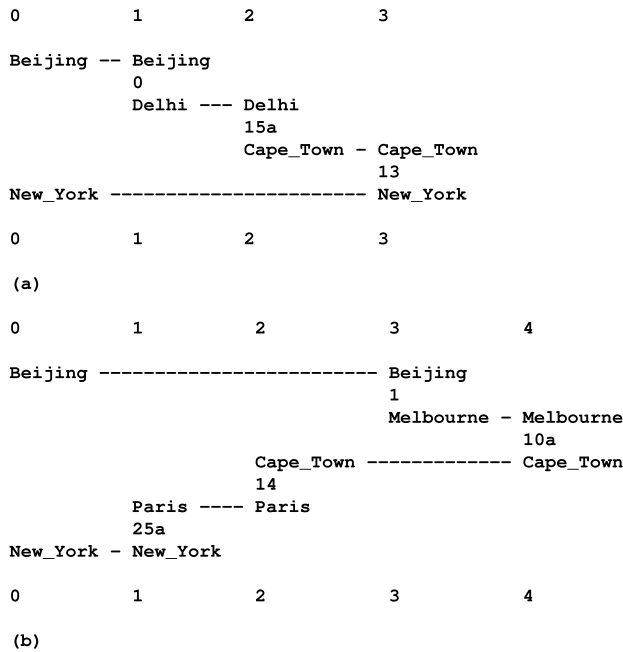 0 1 2 3
Beijing -- Beijing
0
Delhi --- Delhi
15a
Cape_Town - Cape_Town
13
New_York ----------------------- New_York
0 1 2 3
(a)
0 1 2 3 4
Beijing ------------------------- Beijing
1
Melbourne - Melbourne
10a
Cape_Town ------------- Cape_Town
14
Paris ---- Paris
25a
New_York - New_York
0 1 2 3 4
(b)